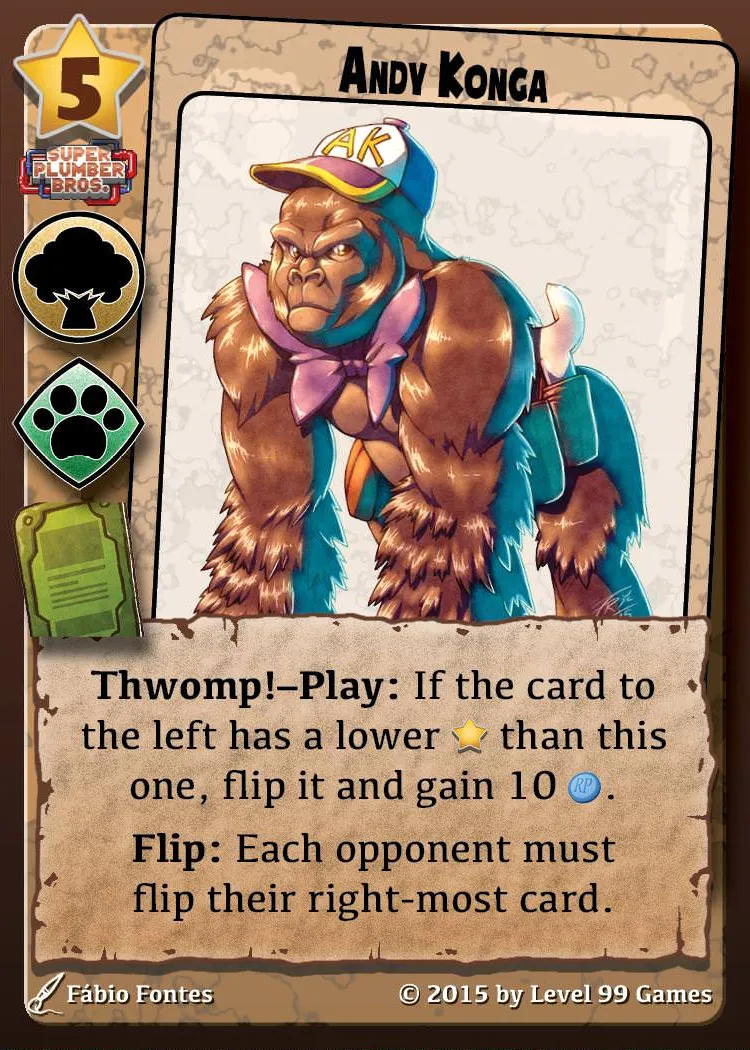 5
ANDY KONGA
SUPER
PLUMBER
BROS.
AK
Thwomp!–Play: If the card to
the left has a lower than this
one, flip it and gain 10 RP.
Flip: Each opponent must
flip their right-most card.
Fábio Fontes
© 2015 by Level 99 Games